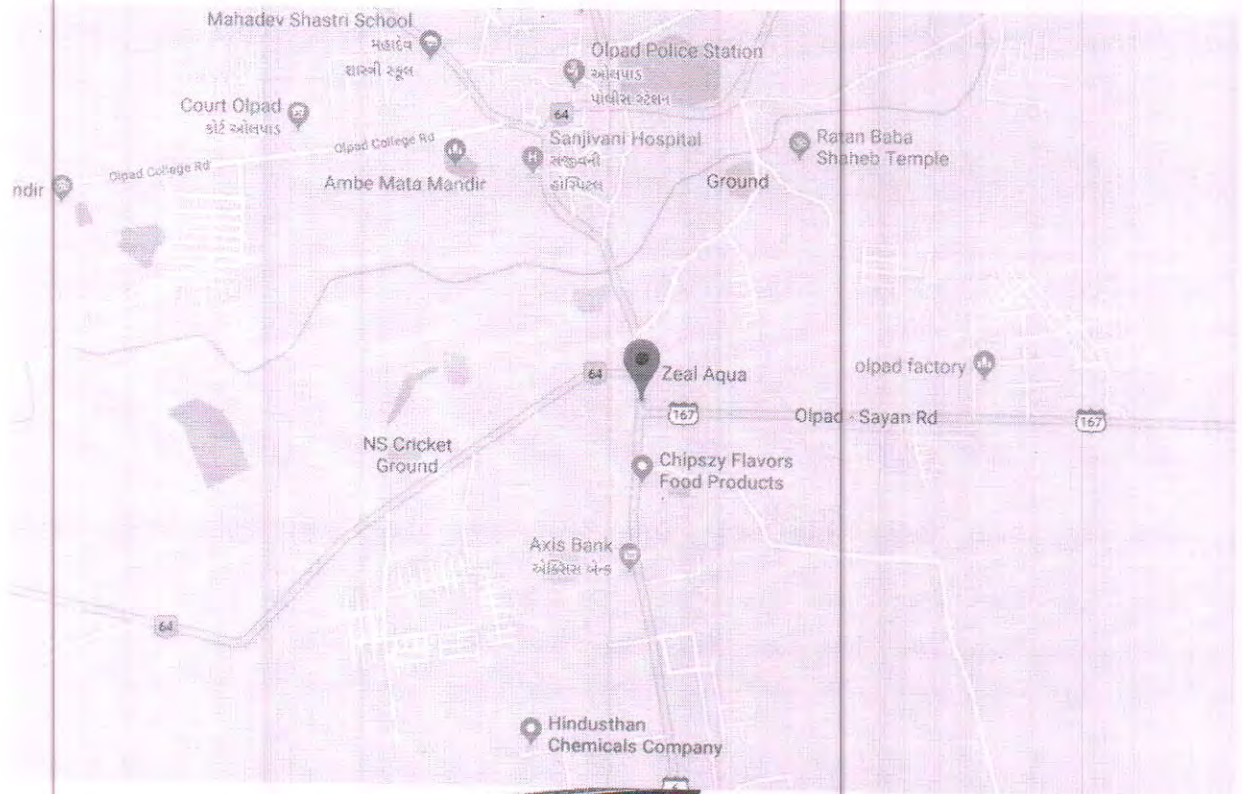 Mahadev Shastri School
મહાદેવ
શાસ્ત્રી સ્કૂલ
Olpad Police Station
ઓલપાડ
પોલીસ સ્ટેશન
Court Olpad
કોર્ટ ઓલપાડ
64
Olpad College Rd
Sanjivani Hospital
સંજીવની
હોસ્પિટલ
Ratan Baba
Shaheb Temple
Olpad College Rd
Ambe Mata Mandir
Ground
ndir
64
Zeal Aqua
olpad factory
167
Olpad - Sayan Rd
167
NS Cricket
Ground
Chipszy Flavors
Food Products
Axis Bank
એક્સિસ બેન્ક
64
Hindusthan
Chemicals Company
6